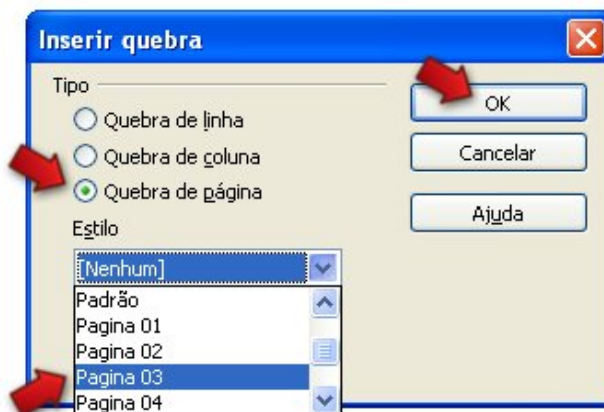 Inserir quebra
Tipo
Quebra de linha
Quebra de coluna
Quebra de página
Estilo
[Nenhum]
Padrão
Pagina 01
Pagina 02
Pagina 03
Pagina 04
OK
Cancelar
Ajuda